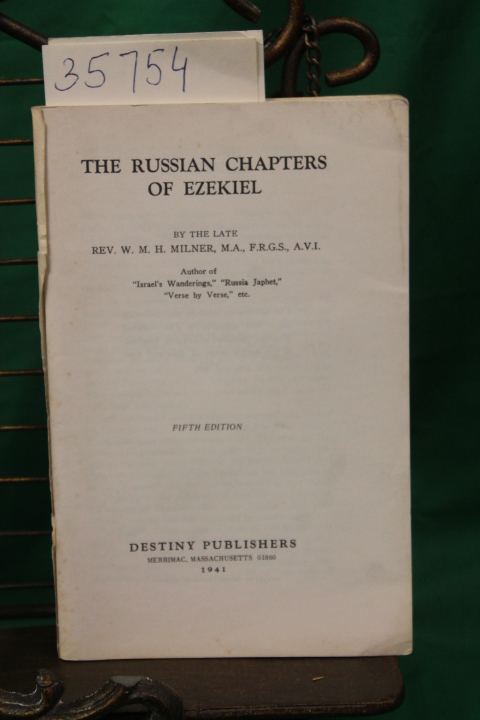 35754
THE RUSSIAN CHAPTERS
OF EZEKIEL
BY THE LATE
REV. W. M. H. MILNER, M.A., F.R.G.S., A.V.I.
Author of
"Israel's Wanderings," "Russia Japhet,"
"Verse by Verse," etc.
FIFTH EDITION
DESTINY PUBLISHERS
MERRIMAC, MASSACHUSETTS 01860
1941